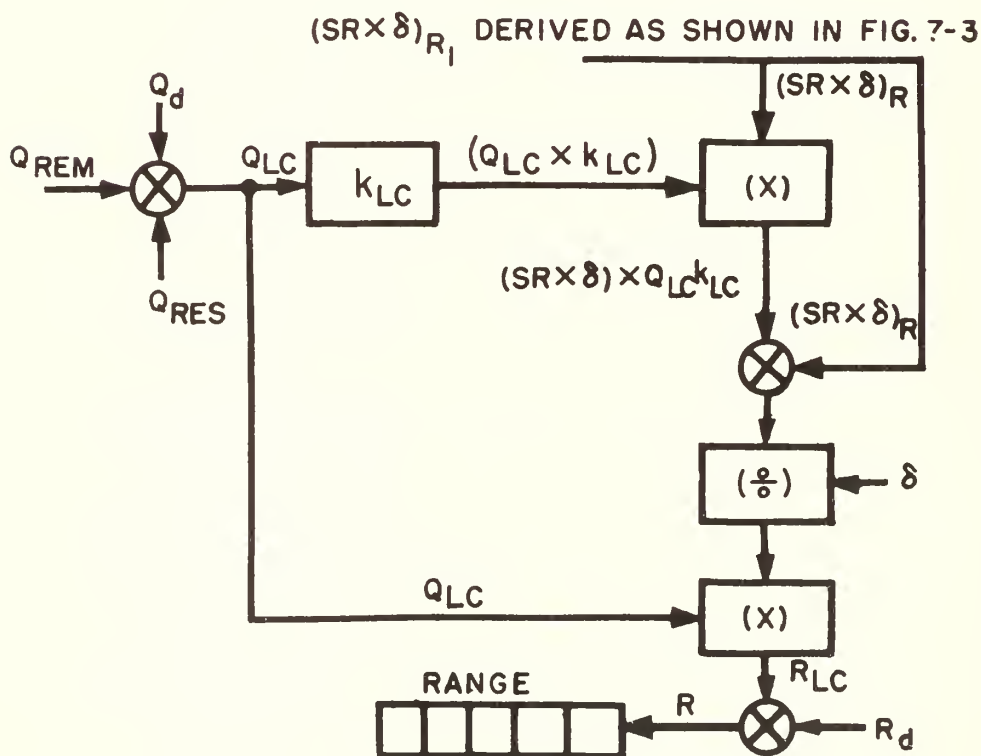 (SR×δ)R1 DERIVED AS SHOWN IN FIG. 7-3
Qd
(SR×δ)R
QREM
QLC
kLC
(QLC × kLC)
(X)
QRES
(SR×δ)×QLCkLC
(SR×δ)R
(÷)
δ
QLC
(X)
RLC
RANGE
R
Rd